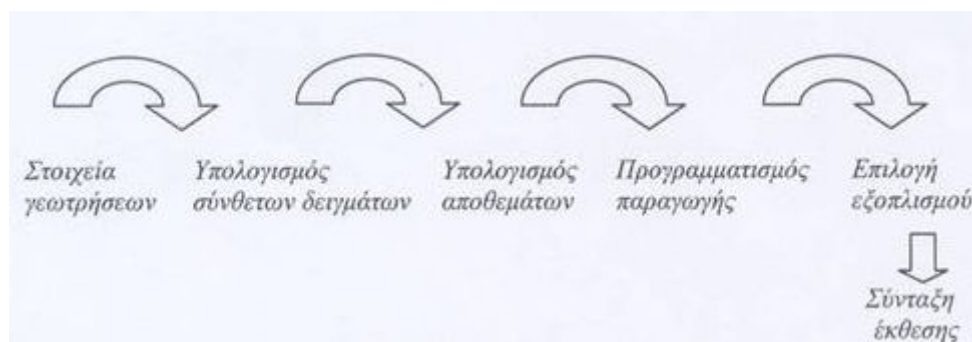 Στοιχεία
γεωτρήσεων
Υπολογισμός
σύνθετων δειγμάτων
Υπολογισμός
αποθεμάτων
Προγραμματισμός
παραγωγής
Επιλογή
εξοπλισμού
Σύνταξη
έκθεσης